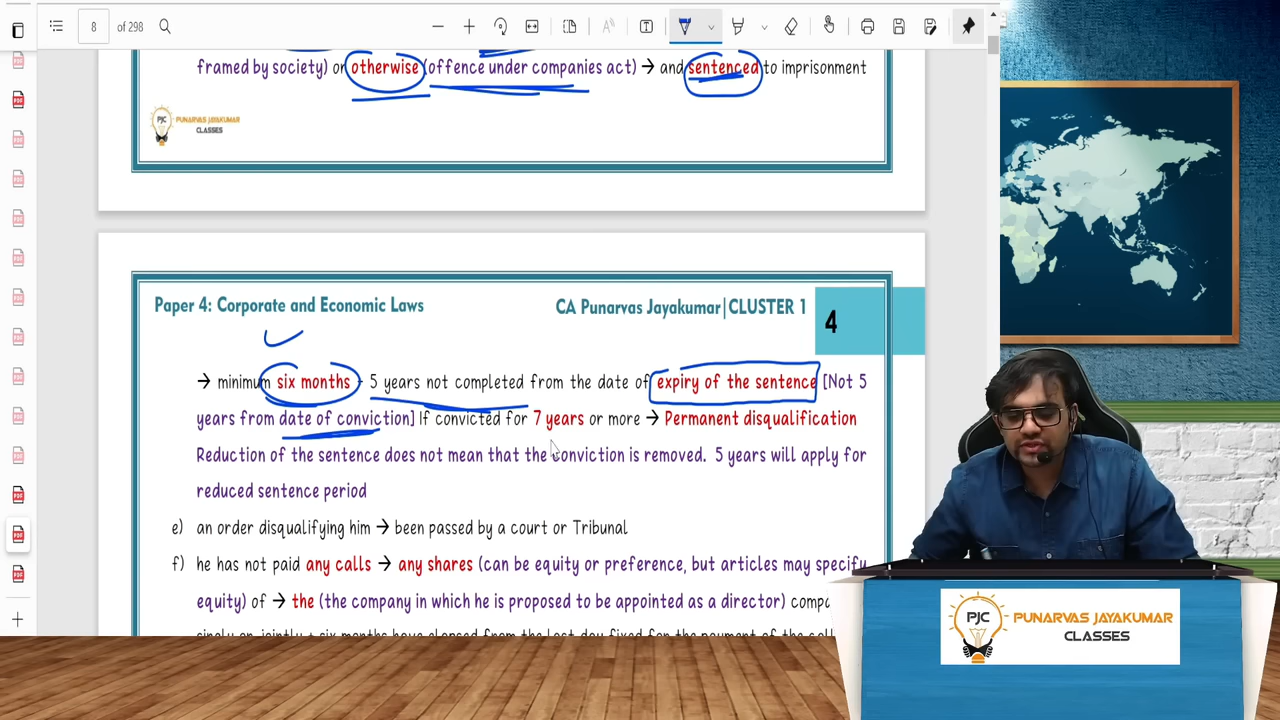 8 of 298
framed by society) or otherwise (offence under companies act) → and sentenced to imprisonment
PJC PUNARVAS JAYAKUMAR
CLASSES
Paper 4: Corporate and Economic Laws CA Punarvas Jayakumar|CLUSTER 1 4
→ minimum six months - 5 years not completed from the date of expiry of the sentence [Not 5
years from date of conviction] If convicted for 7 years or more → Permanent disqualification
Reduction of the sentence does not mean that the conviction is removed. 5 years will apply for
reduced sentence period
e) an order disqualifying him → been passed by a court or Tribunal
f) he has not paid any calls → any shares (can be equity or preference, but articles may specify
equity) of → the (the company in which he is proposed to be appointed as a director)
PJC PUNARVAS JAYAKUMAR
CLASSES